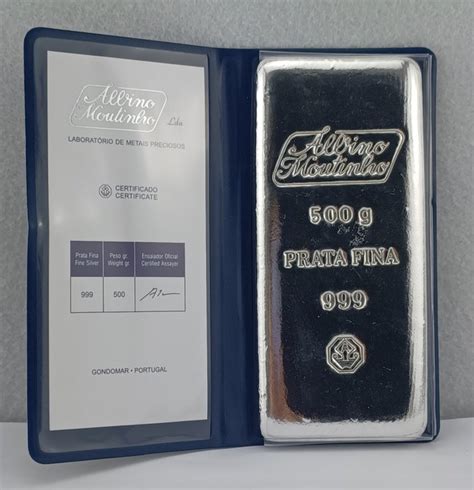 Albino
Moutinho
Lda
LABORATÓRIO DE METAIS PRECIOSOS
CERTIFICADO
CERTIFICATE
Prata Fina
Fine Silver
Peso gr.
Weight gr.
Ensaiador Oficial
Certified Assayer
999
500
GONDOMAR • PORTUGAL
Albino
Moutinho
500 g
PRATA FINA
999